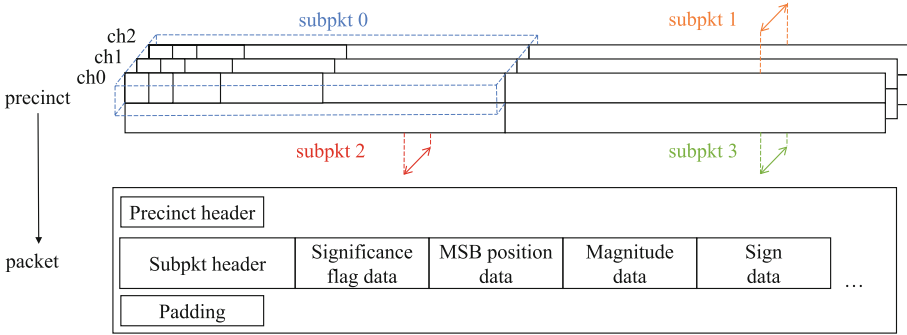 subpkt 0
subpkt 1
ch2
ch1
ch0
precinct
subpkt 2
subpkt 3
Precinct header
packet
Subpkt header
Significance
flag data
MSB position
data
Magnitude
data
Sign
data
...
Padding